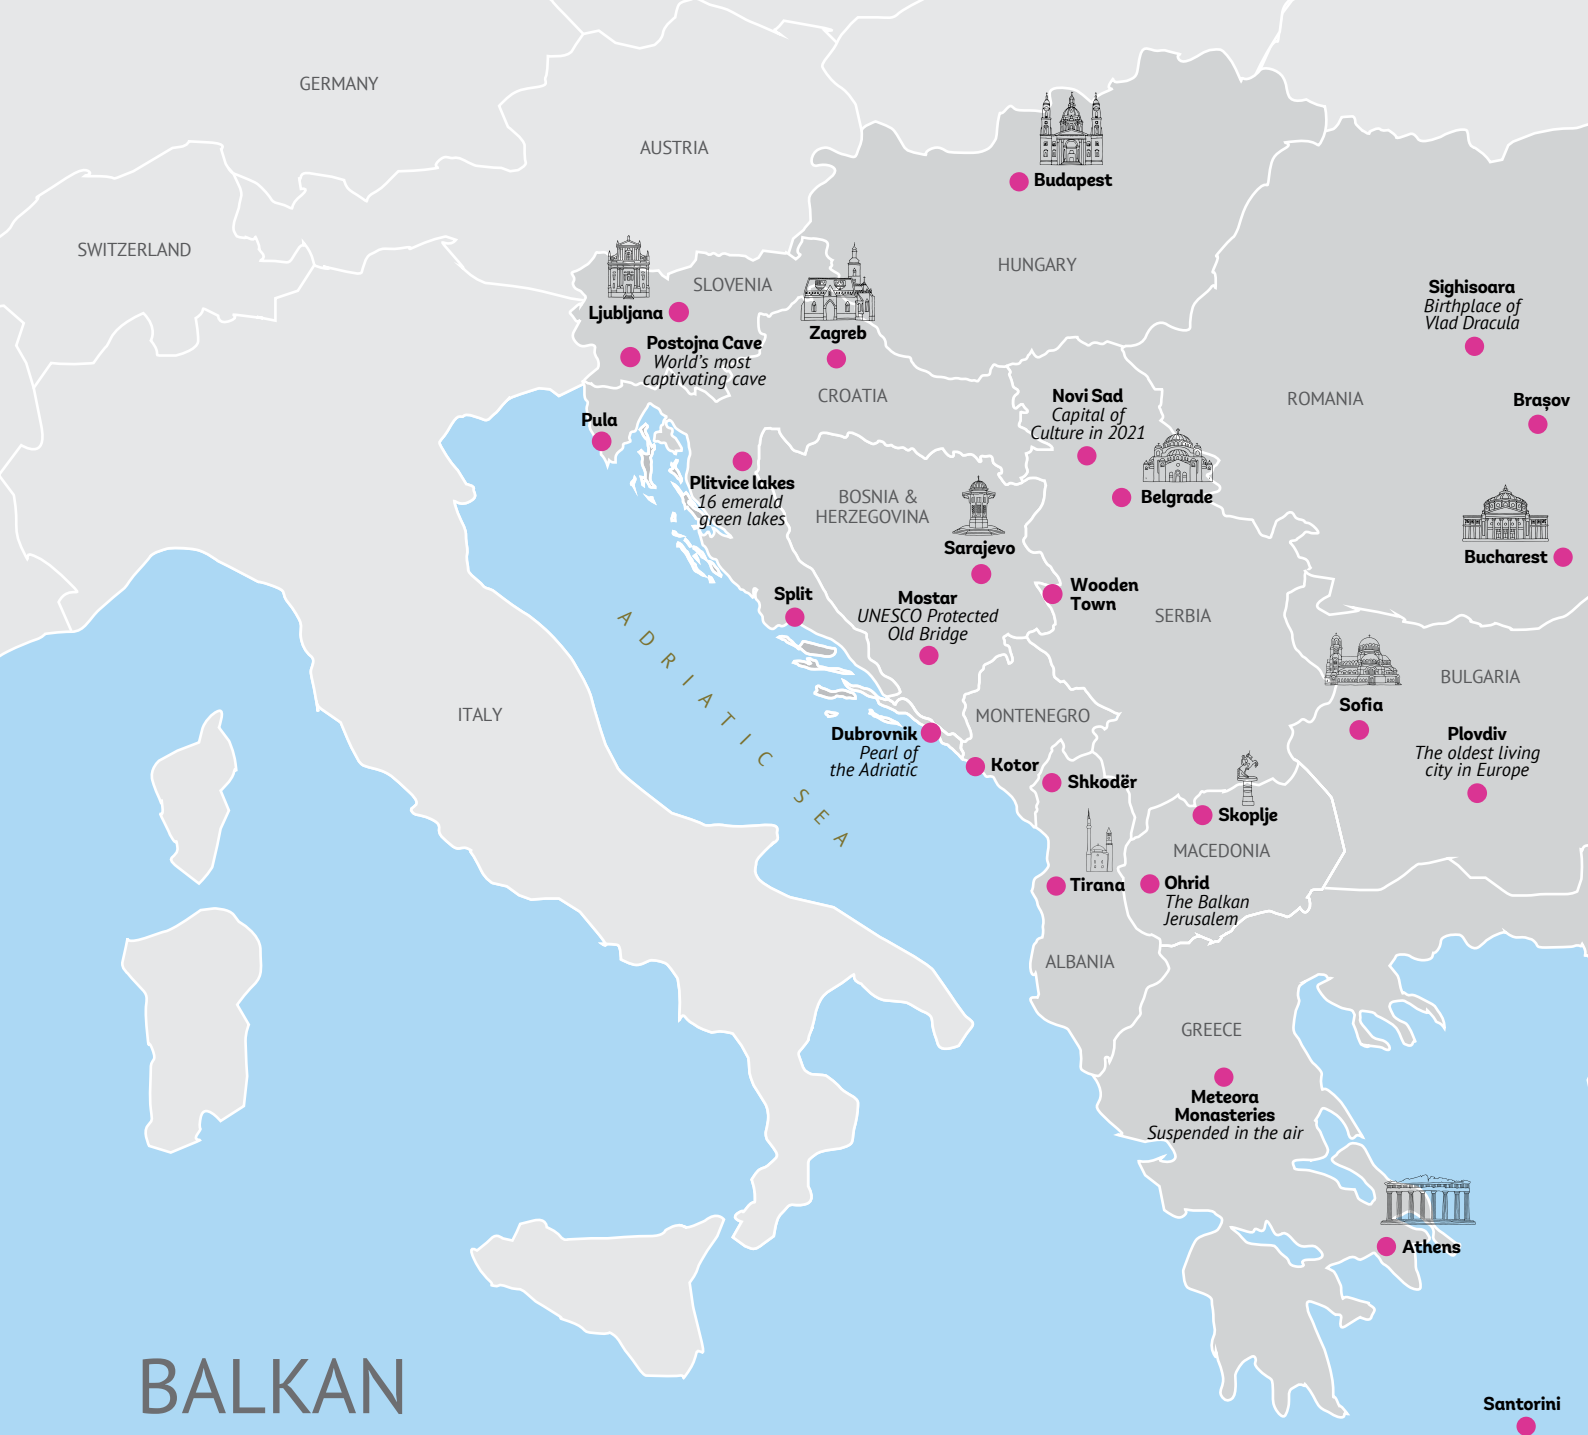 GERMANY
AUSTRIA
Budapest
SWITZERLAND
HUNGARY
SLOVENIA
Ljubljana
Postojna Cave
World's most
captivating cave
Zagreb
CROATIA
Sighisoara
Birthplace of
Vlad Dracula
ROMANIA
Brașov
Novi Sad
Capital of
Culture in 2021
Belgrade
Pula
Plitvice lakes
16 emerald
green lakes
BOSNIA &
HERZEGOVINA
Sarajevo
Bucharest
Split
Mostar
UNESCO Protected
Old Bridge
Wooden
Town
SERBIA
ADRIATIC SEA
ITALY
MONTENEGRO
Sofia
BULGARIA
Plovdiv
The oldest living
city in Europe
Dubrovnik
Pearl of
the Adriatic
Kotor
Shkodër
Skoplje
MACEDONIA
Tirana
Ohrid
The Balkan
Jerusalem
ALBANIA
GREECE
Meteora
Monasteries
Suspended in the air
Athens
BALKAN
Santorini